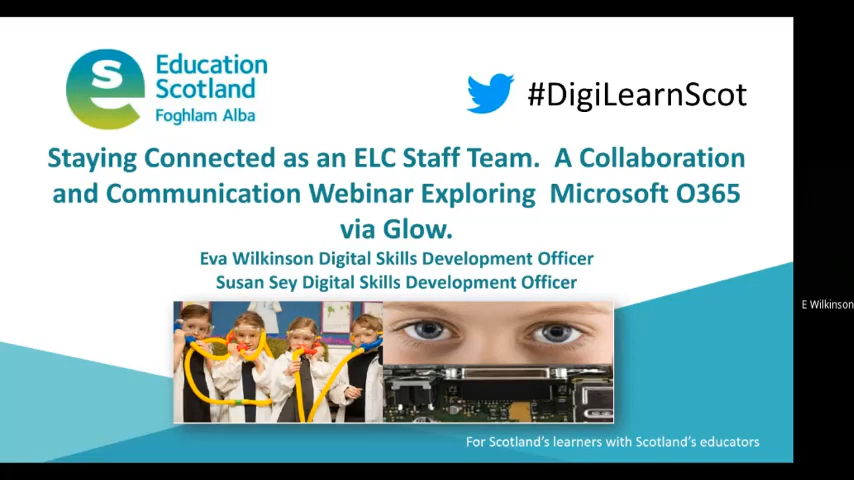 Education
Scotland
Foghlam Alba
#DigiLearnScot
Staying Connected as an ELC Staff Team.  A Collaboration
and Communication Webinar Exploring  Microsoft O365
via Glow.
Eva Wilkinson Digital Skills Development Officer
Susan Sey Digital Skills Development Officer
E Wilkinson
For Scotland's learners with Scotland's educators